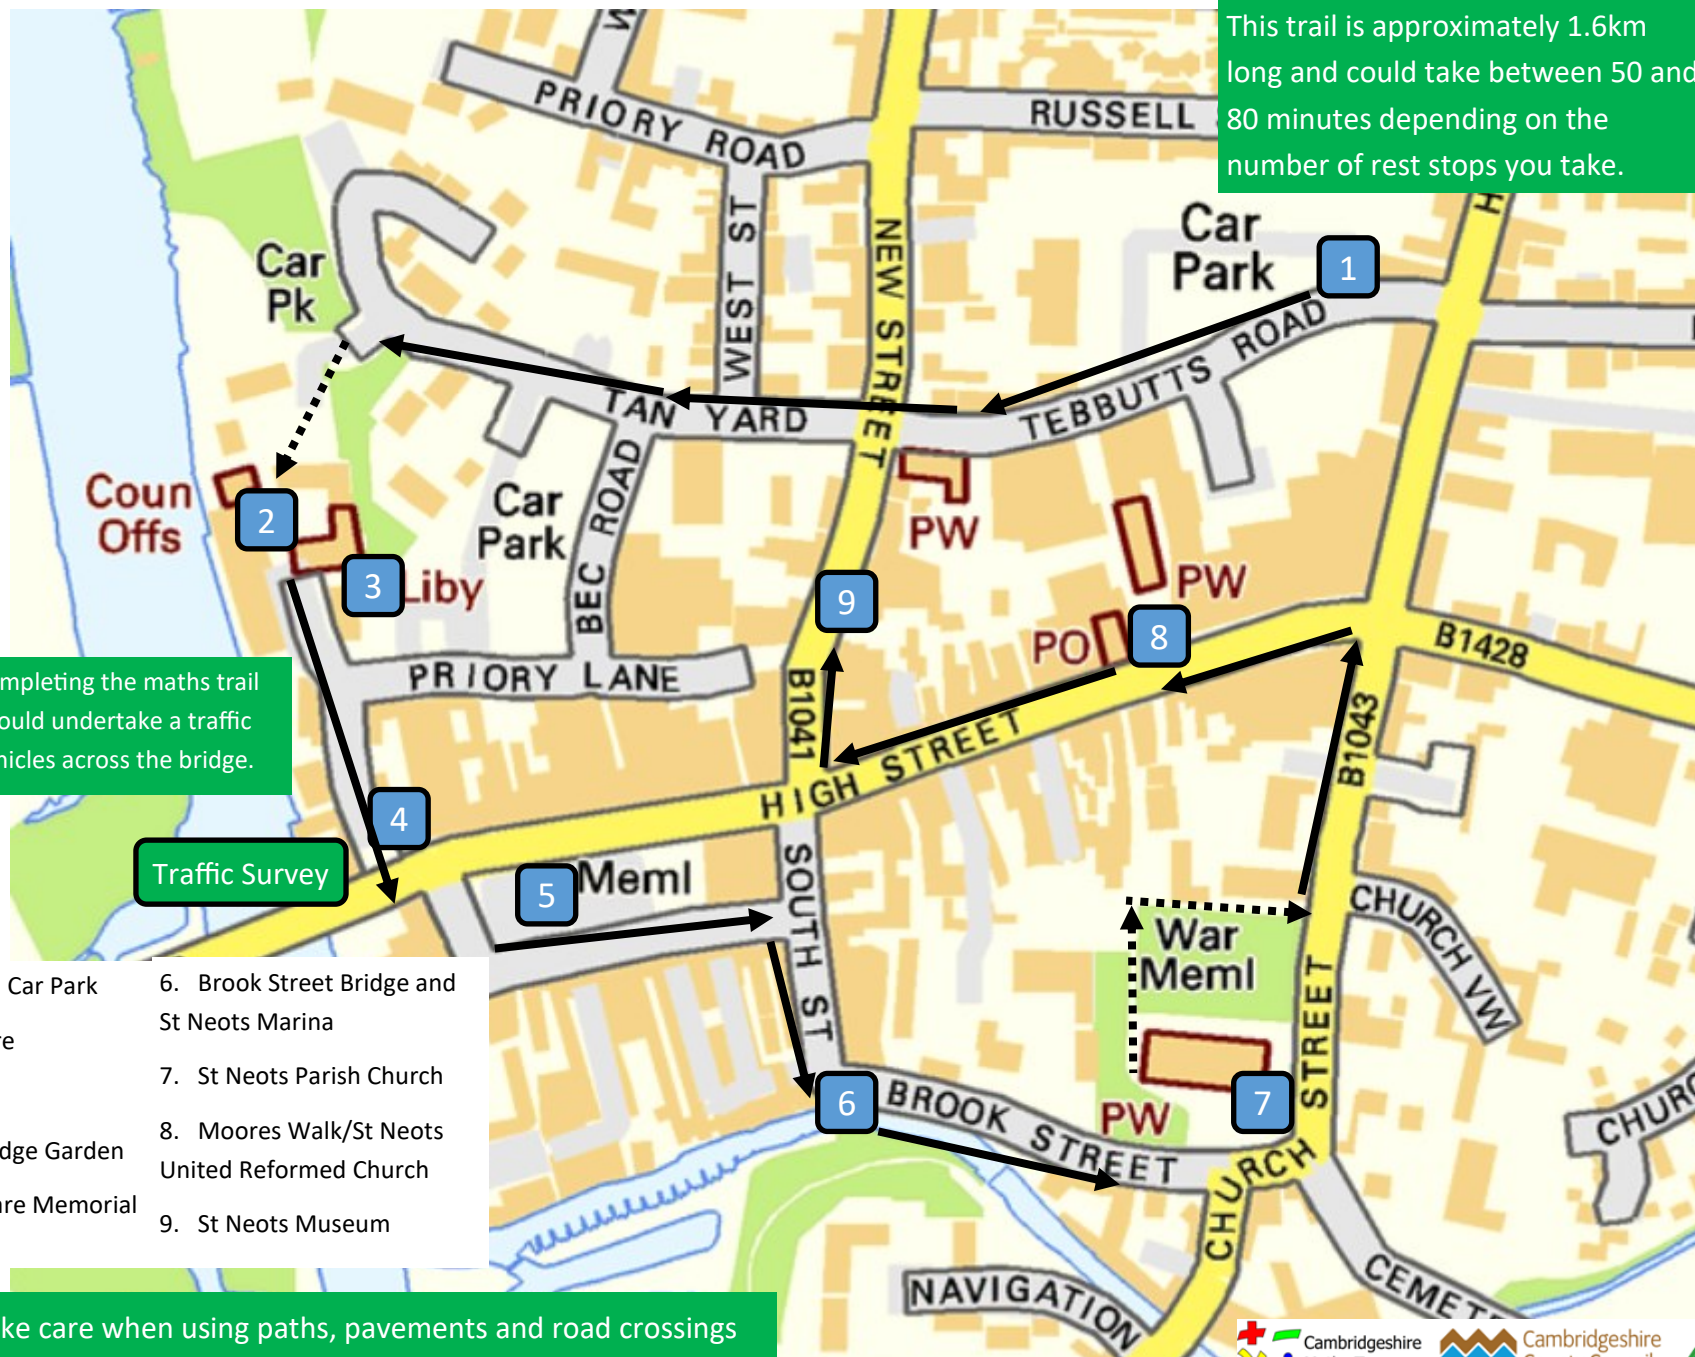 This trail is approximately 1.6km
long and could take between 50 and
80 minutes depending on the
number of rest stops you take.
PRIORY ROAD
RUSSELL
WEST ST
NEW STREET
Car
Pk
Car
Park
1
TEBBUTTS ROAD
TAN YARD
BEC ROAD
Coun
Offs
2
3
Liby
Car
Park
PW
PW
PO
8
9
B1428
PRIORY LANE
B1041
HIGH STREET
B1043
mpleting the maths trail
ould undertake a traffic
hicles across the bridge.
4
Traffic Survey
5
Meml
SOUTH ST
War
Meml
CHURCH VW
STREET
PW
7
6
BROOK STREET
CHURCH
CHURC
NAVIGATION
CEMET
Car Park
re
dge Garden
are Memorial
6. Brook Street Bridge and
St Neots Marina
7. St Neots Parish Church
8. Moores Walk/St Neots
United Reformed Church
9. St Neots Museum
ke care when using paths, pavements and road crossings
Cambridgeshire
Cambridgeshire